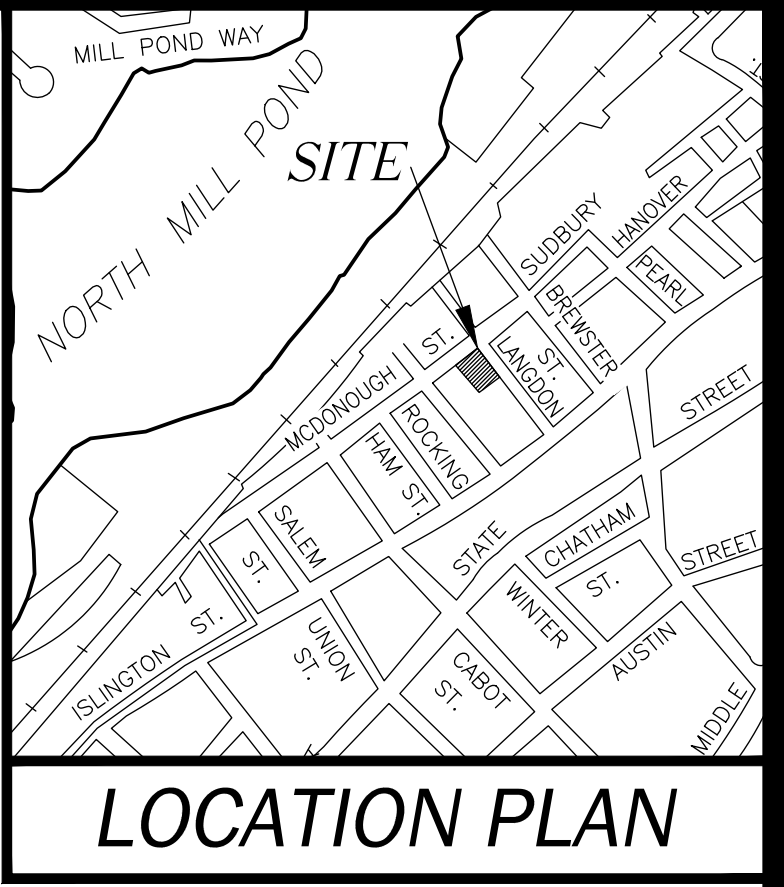 MILL POND WAY
NORTH MILL POND
SITE
SUDBURY
HANOVER
PEARL
BREWSTER
ST.
LANGDON
ST.
MCDONOUGH
ST.
ROCKING
HAM ST.
STREET
SALEM
ST.
STATE
CHATHAM
ST.
STREET
WINTER
ISLINGTON
ST.
UNION
ST.
CABOT
ST.
AUSTIN
MIDDLE
LOCATION PLAN